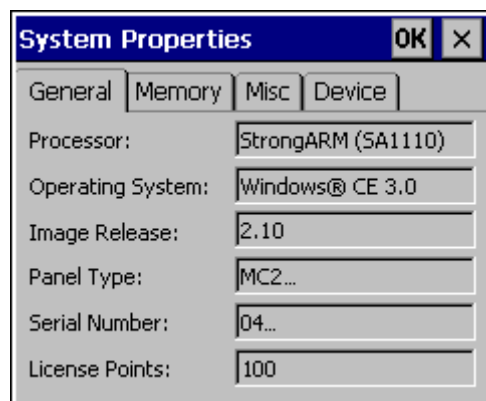 System Properties OK ×
General Memory Misc Device
Processor: StrongARM (SA1110)
Operating System: Windows® CE 3.0
Image Release: 2.10
Panel Type: MC2...
Serial Number: 04...
License Points: 100